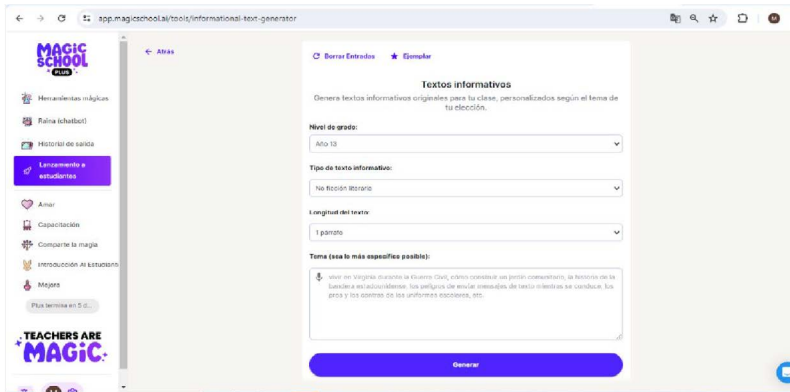 app.magicschool.ai/tools/informational-text-generator
M
MAGIC
SCHOOL
PLUS
Herramientas mágicas
Raina (chatbot)
Historial de salida
Lanzamiento a
estudiantes
Amar
Capacitación
Comparte la magia
Introducción AI Estudiann
Mejora
Plus termina en 5 d...
TEACHERS ARE
MAGIC
Atrás
Borrar Entradas
Ejemplar
Textos informativos
Genera textos informativos originales para tu clase, personalizados según el tema de
tu elección.
Nivel de grado:
Año 13
Tipo de texto informativo:
No ficción literaria
Longitud del texto:
1 párrafo
Tema (sea lo más específico posible):
vivir en Virginia durante la Guerra Civil, cómo construir un jardín comunitario, la historia de la
bandera estadounidense, los peligros de enviar mensajes de texto mientras se conduce, los
pros y los contras de los uniformes escolares, etc.
Generar